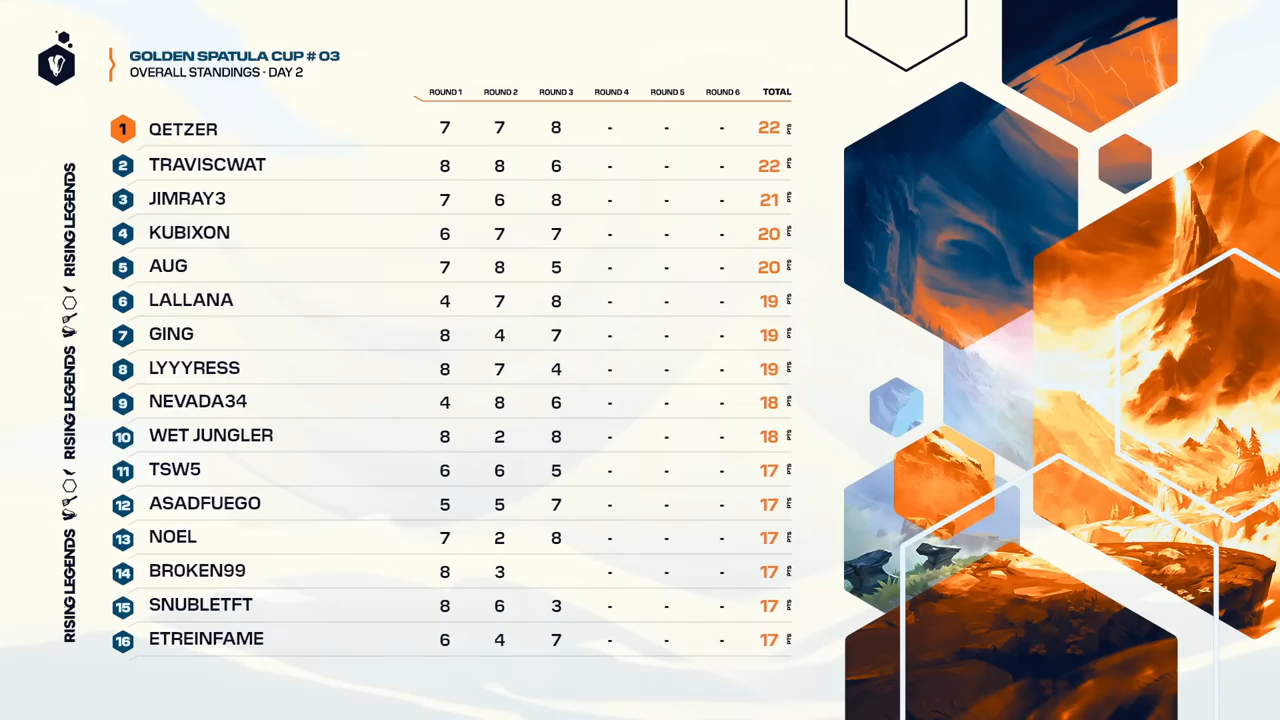 GOLDEN SPATULA CUP # 03
OVERALL STANDINGS · DAY 2
ROUND 1 ROUND 2 ROUND 3 ROUND 4 ROUND 5 ROUND 6 TOTAL
1 QETZER 7 7 8 - - - 22 PTS
2 TRAVISCWAT 8 8 6 - - - 22 PTS
3 JIMRAY3 7 6 8 - - - 21 PTS
4 KUBIXON 6 7 7 - - - 20 PTS
5 AUG 7 8 5 - - - 20 PTS
6 LALLANA 4 7 8 - - - 19 PTS
7 GING 8 4 7 - - - 19 PTS
8 LYYYRESS 8 7 4 - - - 19 PTS
9 NEVADA34 4 8 6 - - - 18 PTS
10 WET JUNGLER 8 2 8 - - - 18 PTS
11 TSW5 6 6 5 - - - 17 PTS
12 ASADFUEGO 5 5 7 - - - 17 PTS
13 NOEL 7 2 8 - - - 17 PTS
14 BR0KEN99 8 3 - - - 17 PTS
15 SNUBLETFT 8 6 3 - - - 17 PTS
16 ETREINFAME 6 4 7 - - - 17 PTS
RISING LEGENDS
RISING LEGENDS
RISING LEGENDS